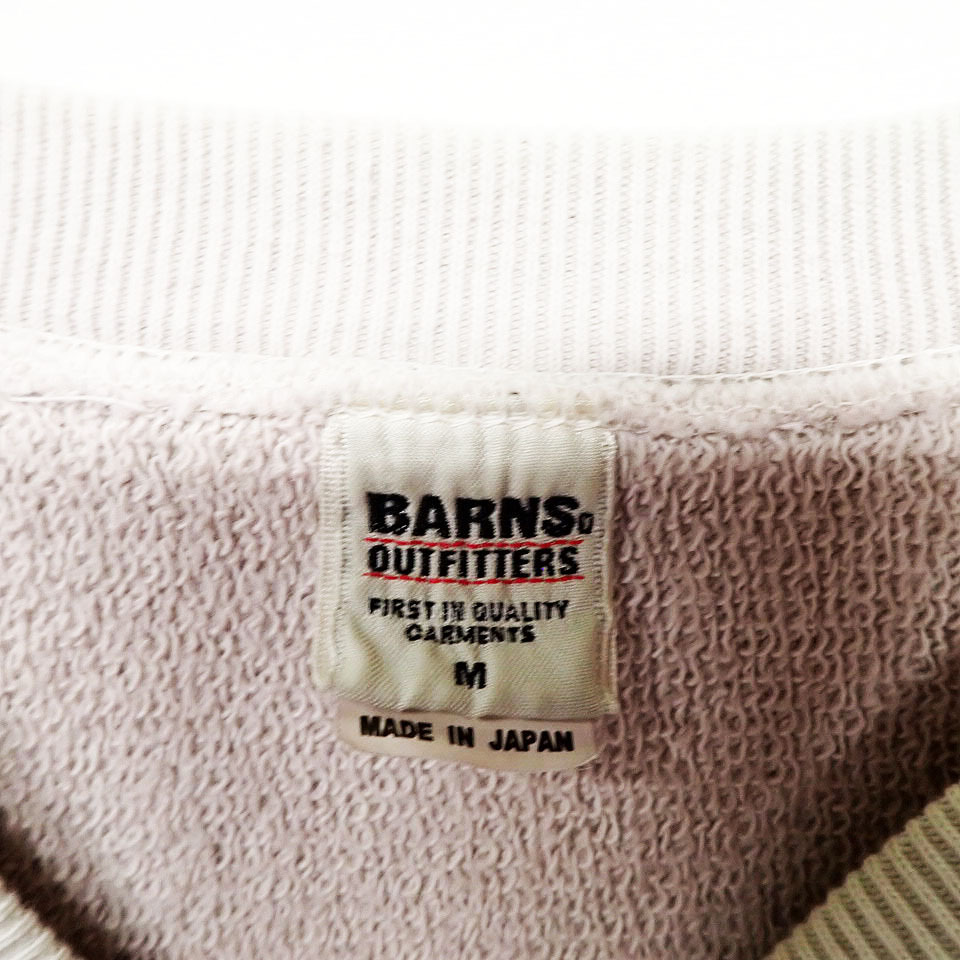 BARNS
OUTFITTERS
FIRST IN QUALITY
GARMENTS
M
MADE IN JAPAN